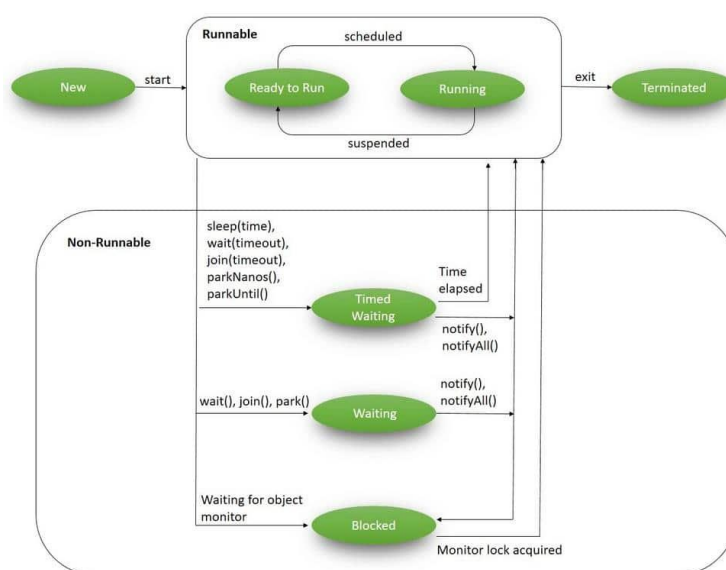 Runnable
scheduled
New
start
Ready to Run
Running
exit
Terminated
suspended
Non-Runnable
sleep(time),
wait(timeout),
join(timeout),
parkNanos(),
parkUntil()
Time
elapsed
Timed
Waiting
notify(),
notifyAll()
wait(), join(), park()
Waiting
notify(),
notifyAll()
Waiting for object
monitor
Blocked
Monitor lock acquired